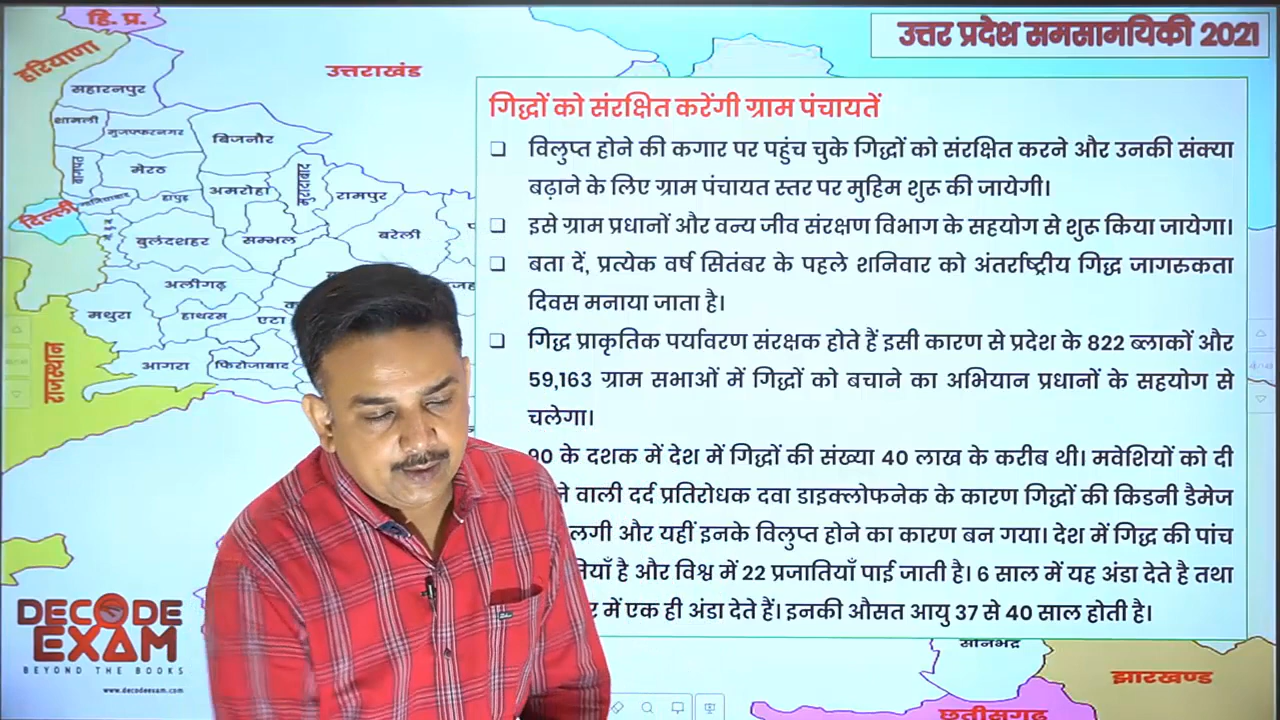 हि. प्र.
उत्तर प्रदेश समसामयिकी 2021
हरियाणा
उत्तराखंड
सहारनपुर
शामली
मुजफ्फरनगर
बिजनौर
बागपत
मेरठ
हापुड़
अमरोहा
मुरादाबाद
रामपुर
दिल्ली
बुलंदशहर
सम्भल
बरेली
अलीगढ़
मथुरा
हाथरस
एटा
आगरा
फिरोजाबाद
राजस्थान
गिद्धों को संरक्षित करेंगी ग्राम पंचायतें
विलुप्त होने की कगार पर पहुंच चुके गिद्धों को संरक्षित करने और उनकी संक्या
बढ़ाने के लिए ग्राम पंचायत स्तर पर मुहिम शुरू की जायेगी।
इसे ग्राम प्रधानों और वन्य जीव संरक्षण विभाग के सहयोग से शुरू किया जायेगा।
बता दें, प्रत्येक वर्ष सितंबर के पहले शनिवार को अंतर्राष्ट्रीय गिद्ध जागरुकता
दिवस मनाया जाता है।
गिद्ध प्राकृतिक पर्यावरण संरक्षक होते हैं इसी कारण से प्रदेश के 822 ब्लाकों और
59,163 ग्राम सभाओं में गिद्धों को बचाने का अभियान प्रधानों के सहयोग से
चलेगा।
90 के दशक में देश में गिद्धों की संख्या 40 लाख के करीब थी। मवेशियों को दी
वाली दर्द प्रतिरोधक दवा डाइक्लोफनेक के कारण गिद्धों की किडनी डैमेज
लगी और यहीं इनके विलुप्त होने का कारण बन गया। देश में गिद्ध की पांच
है और विश्व में 22 प्रजातियाँ पाई जाती है। 6 साल में यह अंडा देते है तथा
में एक ही अंडा देते हैं। इनकी औसत आयु 37 से 40 साल होती है।
DECODE
EXAM
BEYOND THE BOOKS
www.decodeexam.com
सोनभद्र
झारखण्ड
छत्तीसगढ़